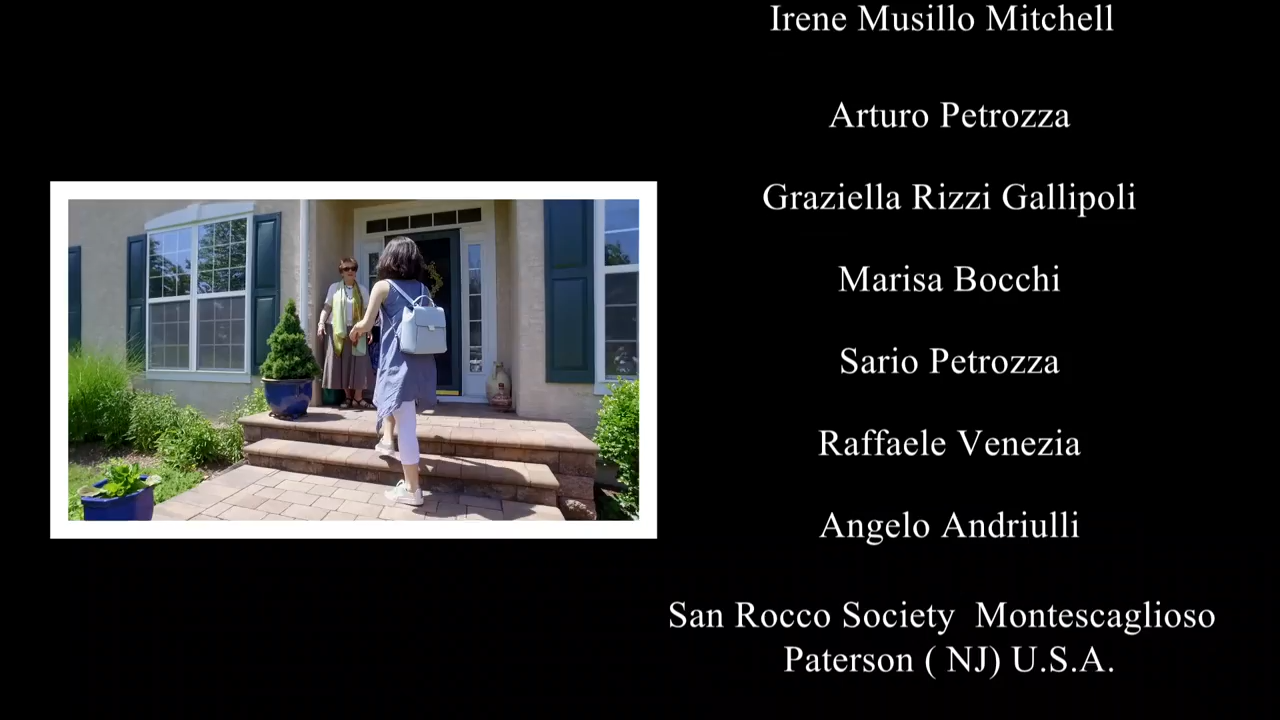 Irene Musillo Mitchell
Arturo Petrozza
Graziella Rizzi Gallipoli
Marisa Bocchi
Sario Petrozza
Raffaele Venezia
Angelo Andriulli
San Rocco Society Montescaglioso
Paterson ( NJ) U.S.A.